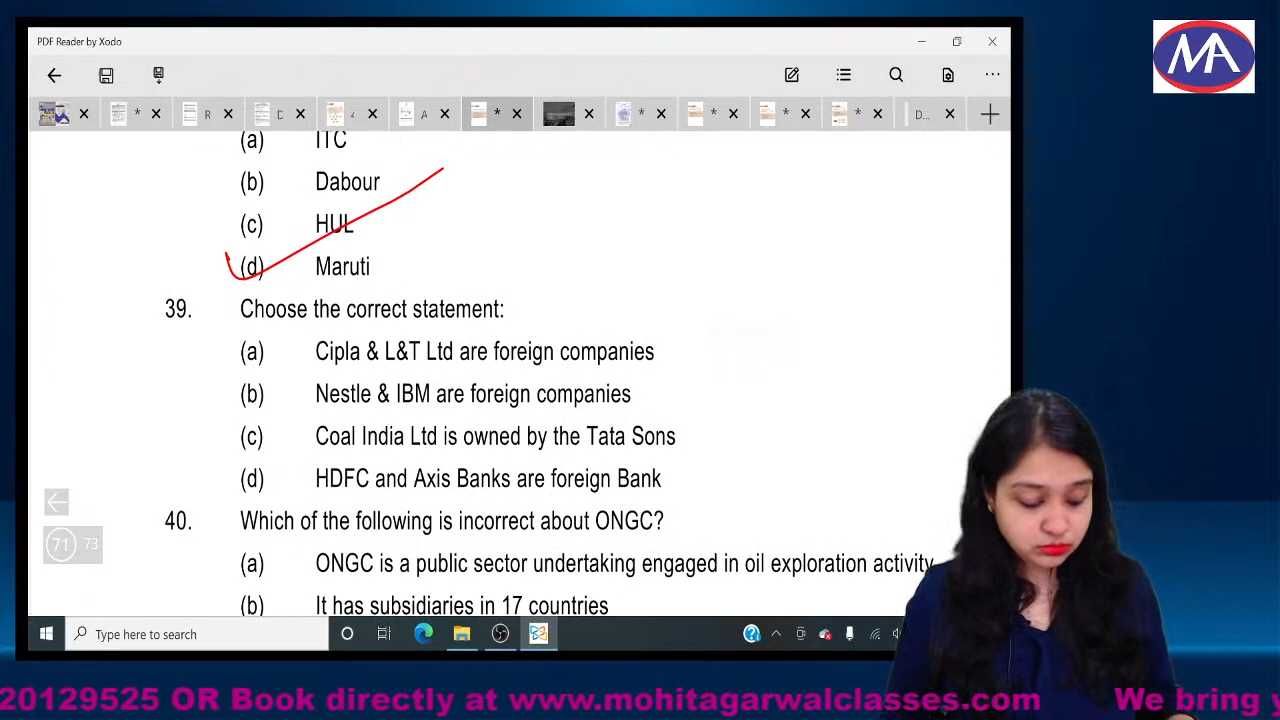 PDF Reader by Xodo
MA
R
A
D...
(a) ITC
(b) Dabour
(c) HUL
(d) Maruti
39. Choose the correct statement:
(a) Cipla & L&T Ltd are foreign companies
(b) Nestle & IBM are foreign companies
(c) Coal India Ltd is owned by the Tata Sons
(d) HDFC and Axis Banks are foreign Bank
40. Which of the following is incorrect about ONGC?
(a) ONGC is a public sector undertaking engaged in oil exploration activity
(b) It has subsidiaries in 17 countries
71 73
Type here to search
20129525 OR Book directly at www.mohitagarwalclasses.com We bring y